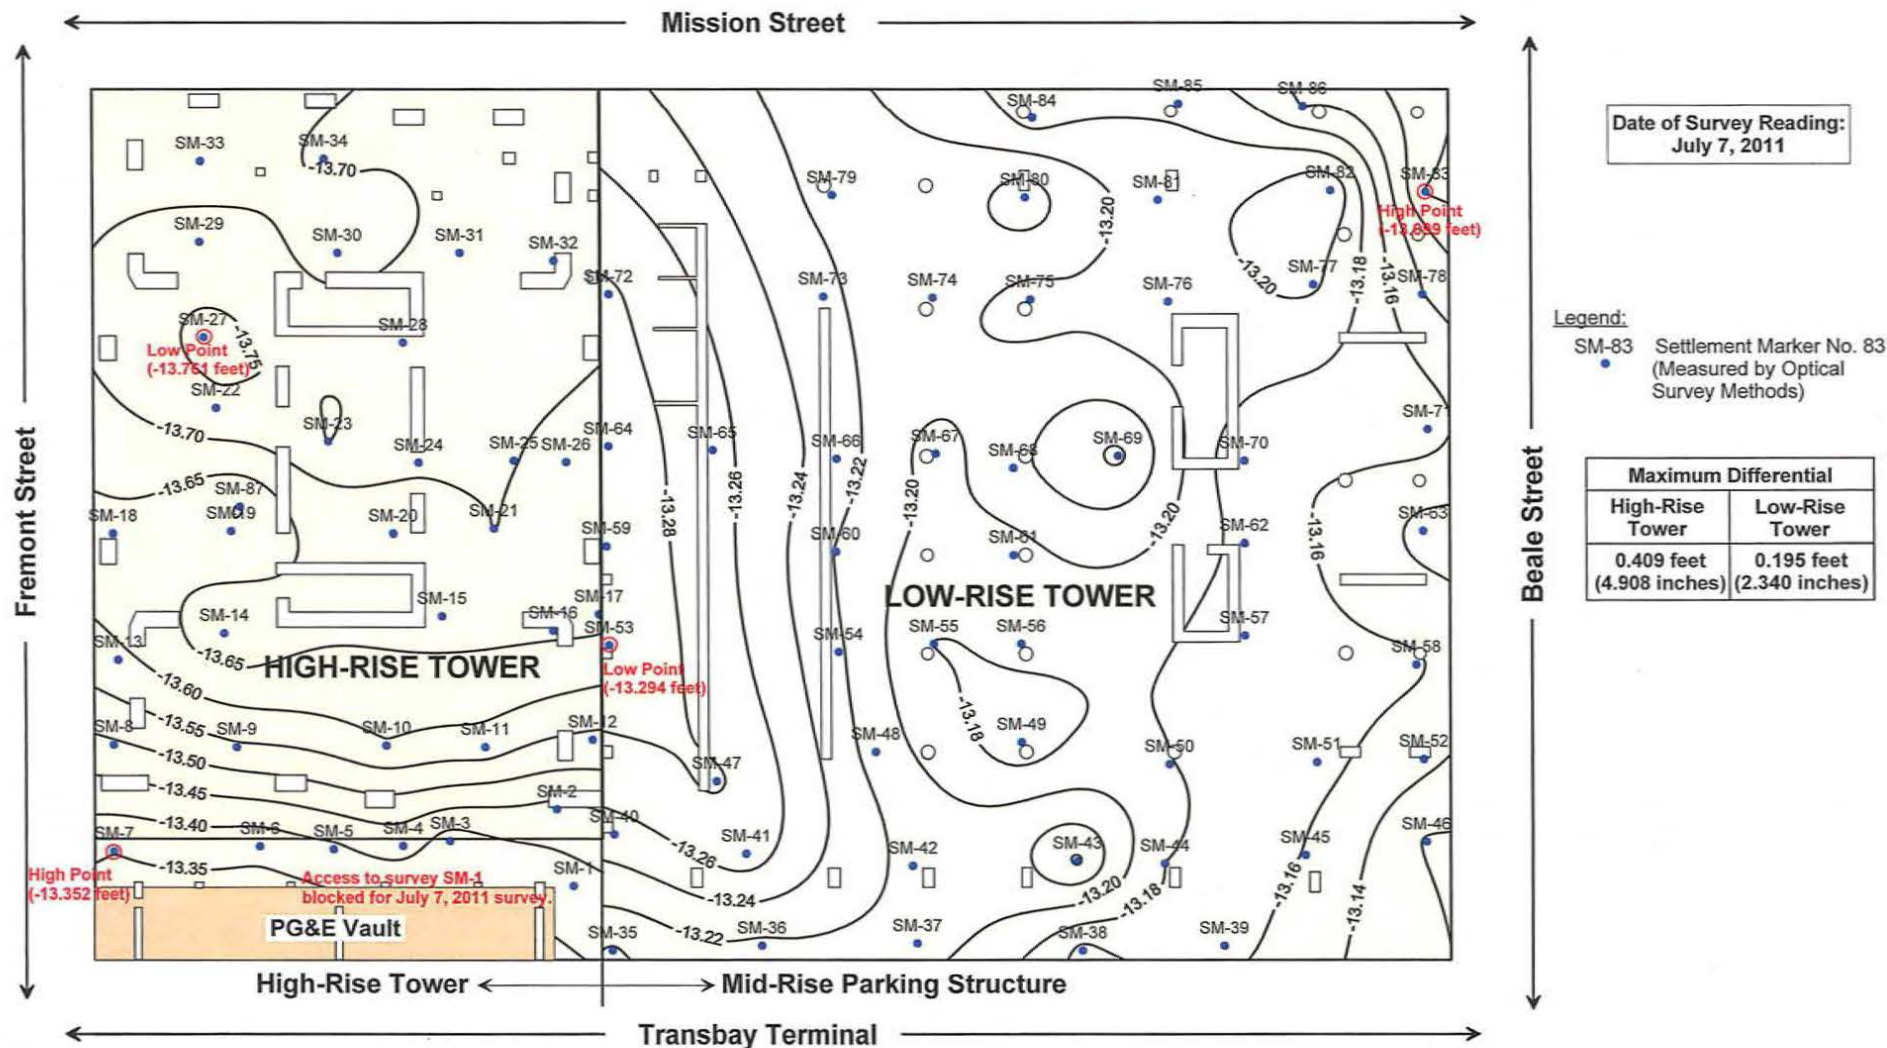 Mission Street
Fremont Street
Beale Street
Date of Survey Reading:
July 7, 2011
Legend:
SM-83 Settlement Marker No. 83
(Measured by Optical
Survey Methods)
Maximum Differential
High-Rise
Tower
Low-Rise
Tower
0.409 feet
(4.908 inches)
0.195 feet
(2.340 inches)
SM-84
SM-85
SM-86
SM-33
SM-34
-13.70
SM-79
SM-80
SM-81
SM-82
SM-83
High Point
-13.20
SM-29
SM-30
SM-31
SM-32
SM-72
SM-73
SM-74
SM-75
SM-76
SM-77
SM-78
-13.20
-13.18
-13.16
SM-27
-13.75
Low Point
(-13.761 feet)
SM-28
SM-22
SM-23
-13.70
SM-24
SM-25
SM-26
SM-64
SM-65
SM-66
SM-67
SM-68
SM-69
SM-70
SM-71
-13.65
SM-87
SM-18
SM-19
SM-20
SM-21
SM-59
-13.28
-13.26
-13.24
-13.22
-13.20
SM-60
SM-61
-13.20
SM-62
-13.16
SM-63
LOW-RISE TOWER
SM-13
SM-14
SM-15
SM-16
SM-17
SM-53
Low Point
(-13.294 feet)
SM-54
SM-55
SM-56
SM-57
SM-58
-13.65
HIGH-RISE TOWER
-13.60
-13.55
SM-8
SM-9
SM-10
SM-11
SM-12
SM-47
SM-48
-13.18
SM-49
SM-50
SM-51
SM-52
-13.50
-13.45
SM-2
-13.40
SM-7
SM-6
SM-5
SM-4
SM-3
SM-40
SM-41
SM-42
SM-43
SM-44
SM-45
SM-46
-13.26
-13.35
High Point
(-13.352 feet)
Access to survey SM-1
blocked for July 7, 2011 survey.
SM-1
-13.24
-13.20
-13.18
-13.16
-13.14
PG&E Vault
SM-35
-13.22
SM-36
SM-37
SM-38
SM-39
High-Rise Tower
Mid-Rise Parking Structure
Transbay Terminal